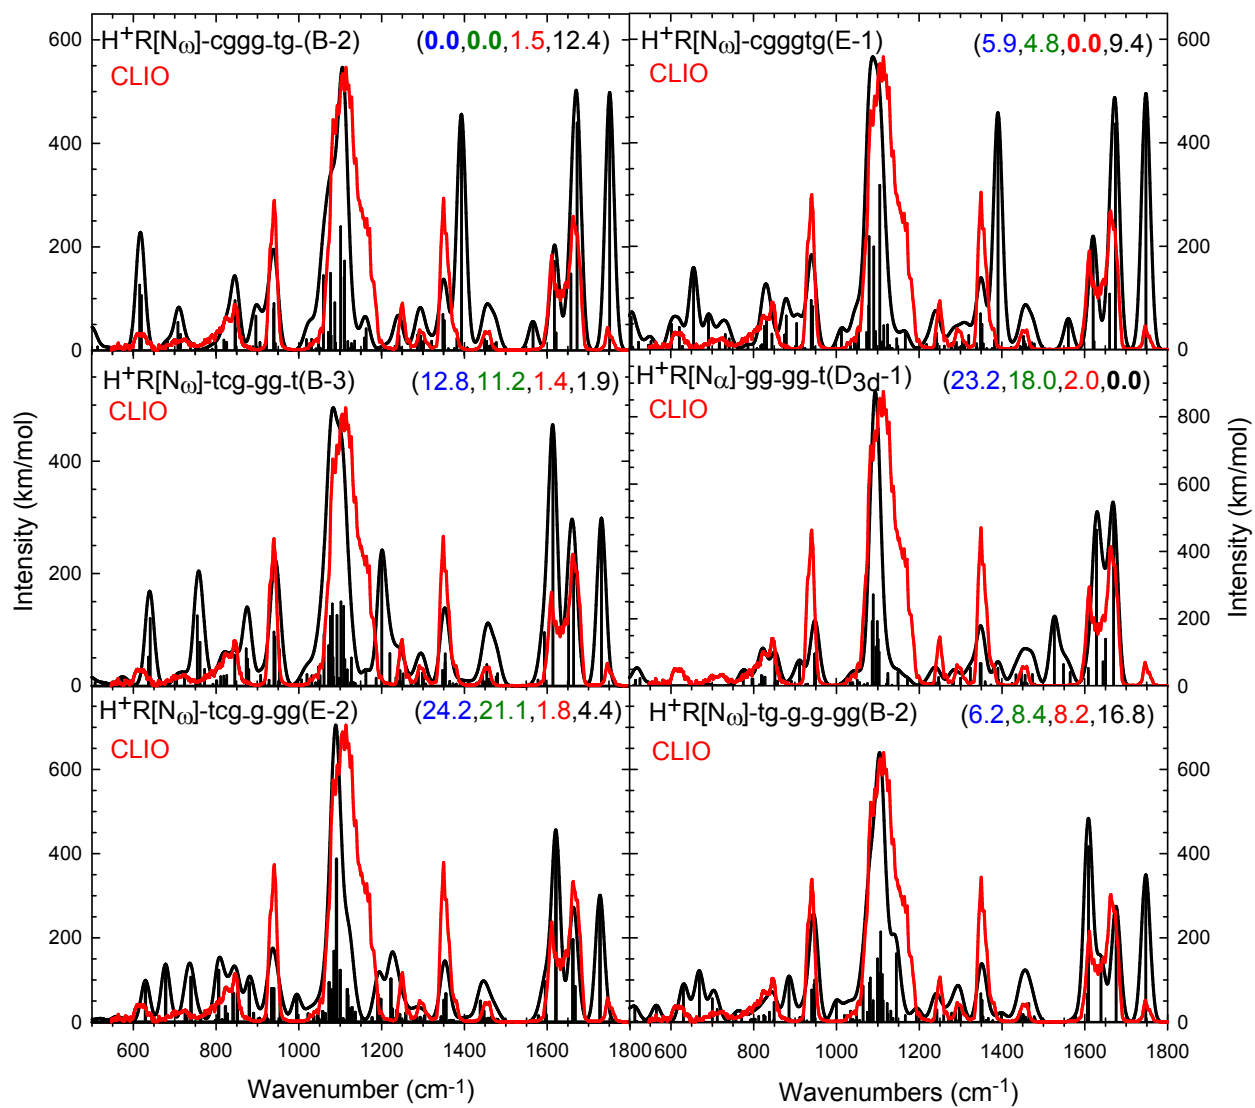 H⁺R[Nω]-cggg-tg-(B-2) (0.0,0.0,1.5,12.4)
CLIO
H⁺R[Nω]-cgggtg(E-1) (5.9,4.8,0.0,9.4)
CLIO
600
400
200
0
600
400
200
0
H⁺R[Nω]-tcg-gg-t(B-3) (12.8,11.2,1.4,1.9)
CLIO
H⁺R[Nα]-gg-gg-t(D3d-1) (23.2,18.0,2.0,0.0)
CLIO
400
200
0
800
600
400
200
0
Intensity (km/mol)
Intensity (km/mol)
H⁺R[Nω]-tcg-g-gg(E-2) (24.2,21.1,1.8,4.4)
CLIO
H⁺R[Nω]-tg-g-g-gg(B-2) (6.2,8.4,8.2,16.8)
CLIO
600
400
200
0
600
400
200
0
600 800 1000 1200 1400 1600 1800 600 800 1000 1200 1400 1600 1800
Wavenumber (cm⁻¹) Wavenumbers (cm⁻¹)